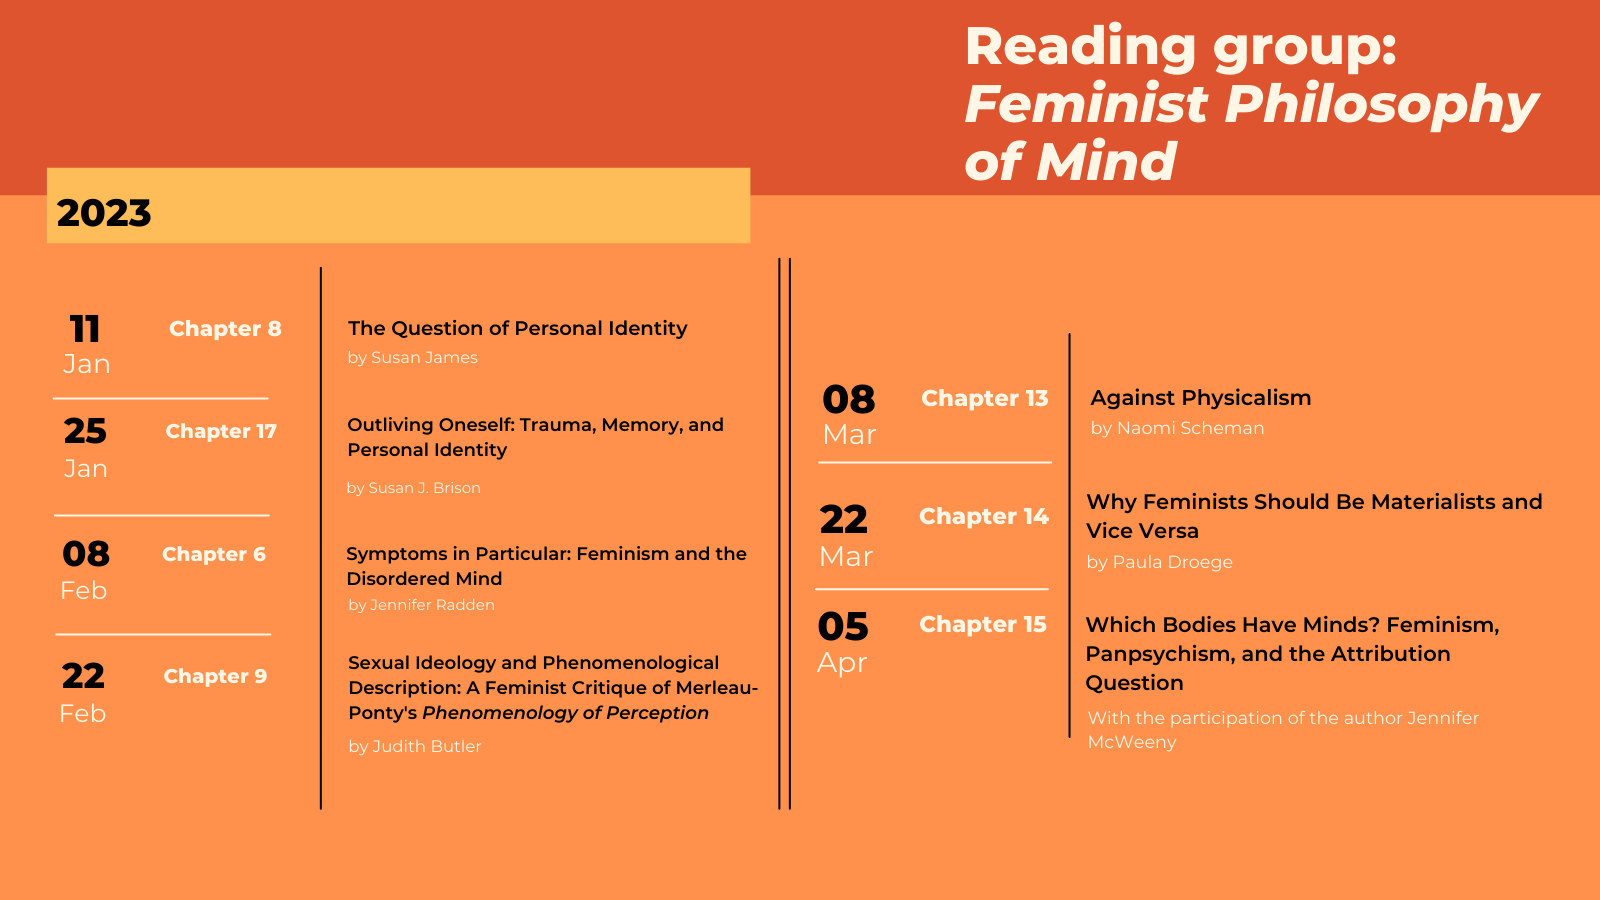 Reading group:
Feminist Philosophy
of Mind
2023
11
Jan
Chapter 8
The Question of Personal Identity
by Susan James
25
Jan
Chapter 17
Outliving Oneself: Trauma, Memory, and
Personal Identity
by Susan J. Brison
08
Feb
Chapter 6
Symptoms in Particular: Feminism and the
Disordered Mind
by Jennifer Radden
22
Feb
Chapter 9
Sexual Ideology and Phenomenological
Description: A Feminist Critique of Merleau-
Ponty's Phenomenology of Perception
by Judith Butler
08
Mar
Chapter 13
Against Physicalism
by Naomi Scheman
22
Mar
Chapter 14
Why Feminists Should Be Materialists and
Vice Versa
by Paula Droege
05
Apr
Chapter 15
Which Bodies Have Minds? Feminism,
Panpsychism, and the Attribution
Question
With the participation of the author Jennifer
McWeeny